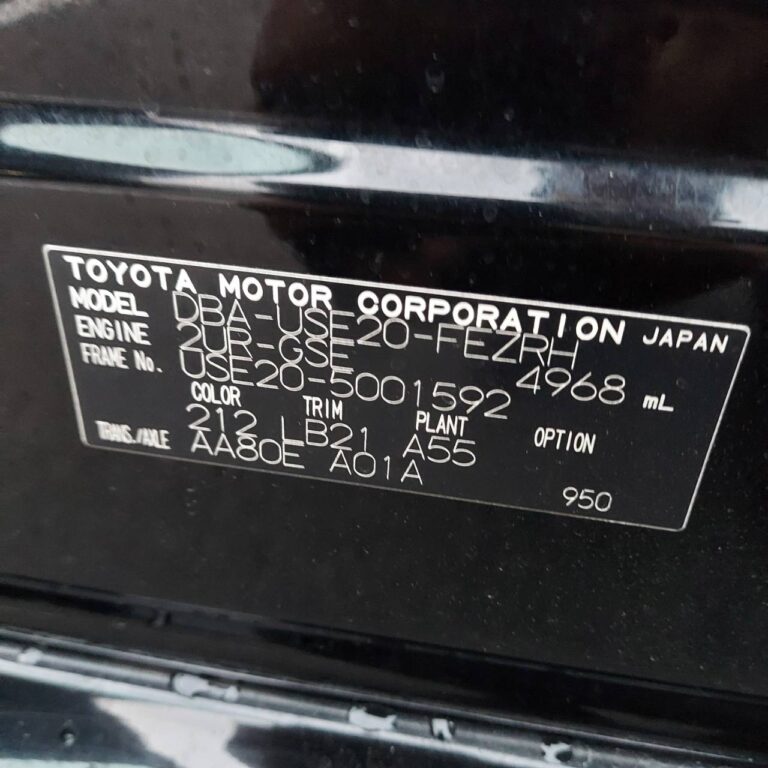 TOYOTA MOTOR CORPORATION JAPAN
MODEL DBA-USE20-FEZRH
ENGINE 2UR-GSE 4968 mL
FRAME No. USE20-5001592
COLOR TRIM PLANT OPTION
212 LB21 A55
TRANS./AXLE AA80E A01A
950